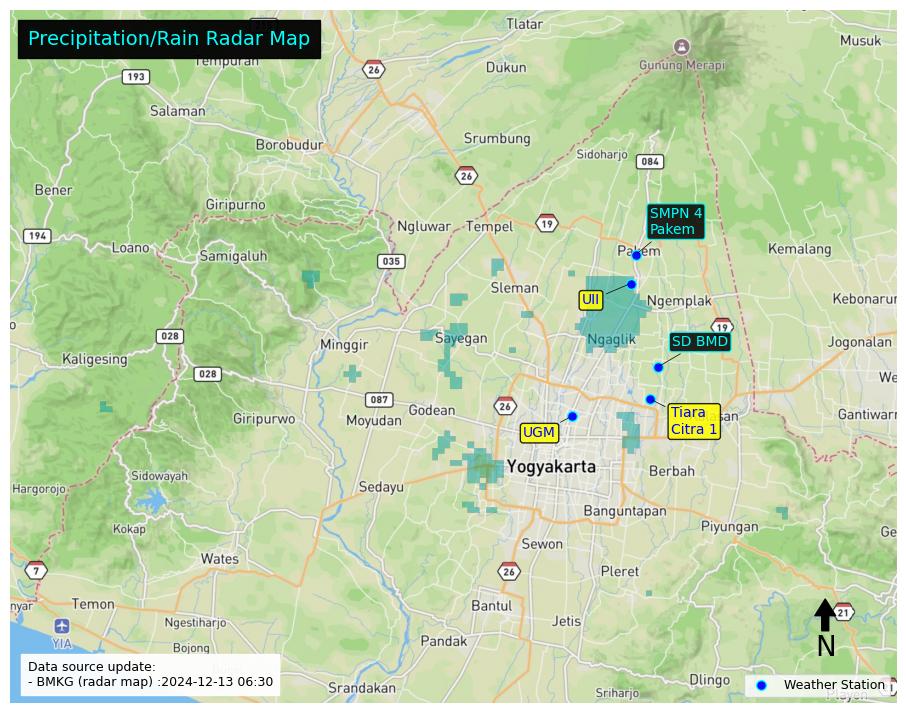 Precipitation/Rain Radar Map
Tlatar
Musuk
Gunung Merapi
26
Dukun
193
Salaman
Srumbung
Borobudur
Sidoharjo
084
26
Bener
Giripurno
SMPN 4
Pakem
194
Ngluwar
Tempel
19
Loano
Samigaluh
035
Pakem
Kemalang
Sleman
UII
Ngemplak
Kebonarun
028
Minggir
Sayegan
Ngaglik
19
SD BMD
Jogonalan
Kaligesing
028
087
Godean
26
Giripurwo
Moyudan
UGM
Tiara
Citra 1
Gantiwarn
Sidowayah
Yogyakarta
Berbah
Hargorojo
Sedayu
Banguntapan
Kokap
Piyungan
Wates
Sewon
7
26
Pleret
Temon
Bantul
21
Ngestiharjo
Jetis
YIA
Bojong
Pandak
N
Data source update:
- BMKG (radar map) :2024-12-13 06:30
Dlingo
Srandakan
Sriharjo
Weather Station